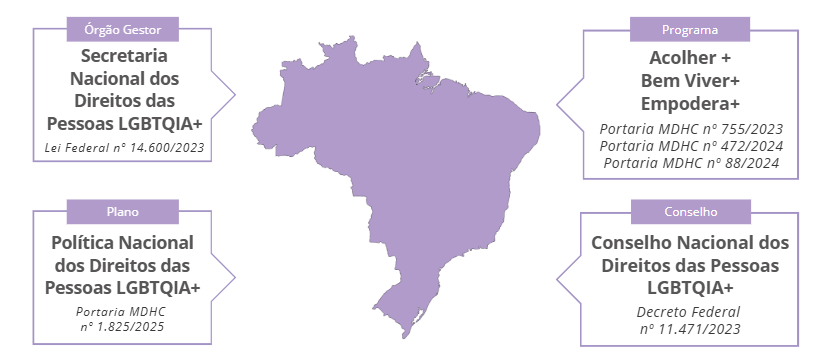 Órgão Gestor
Secretaria
Nacional dos
Direitos das
Pessoas LGBTQIA+
Lei Federal nº 14.600/2023
Programa
Acolher +
Bem Viver+
Empodera+
Portaria MDHC nº 755/2023
Portaria MDHC nº 472/2024
Portaria MDHC nº 88/2024
Plano
Política Nacional
dos Direitos das
Pessoas LGBTQIA+
Portaria MDHC
nº 1.825/2025
Conselho
Conselho Nacional dos
Direitos das Pessoas
LGBTQIA+
Decreto Federal
nº 11.471/2023